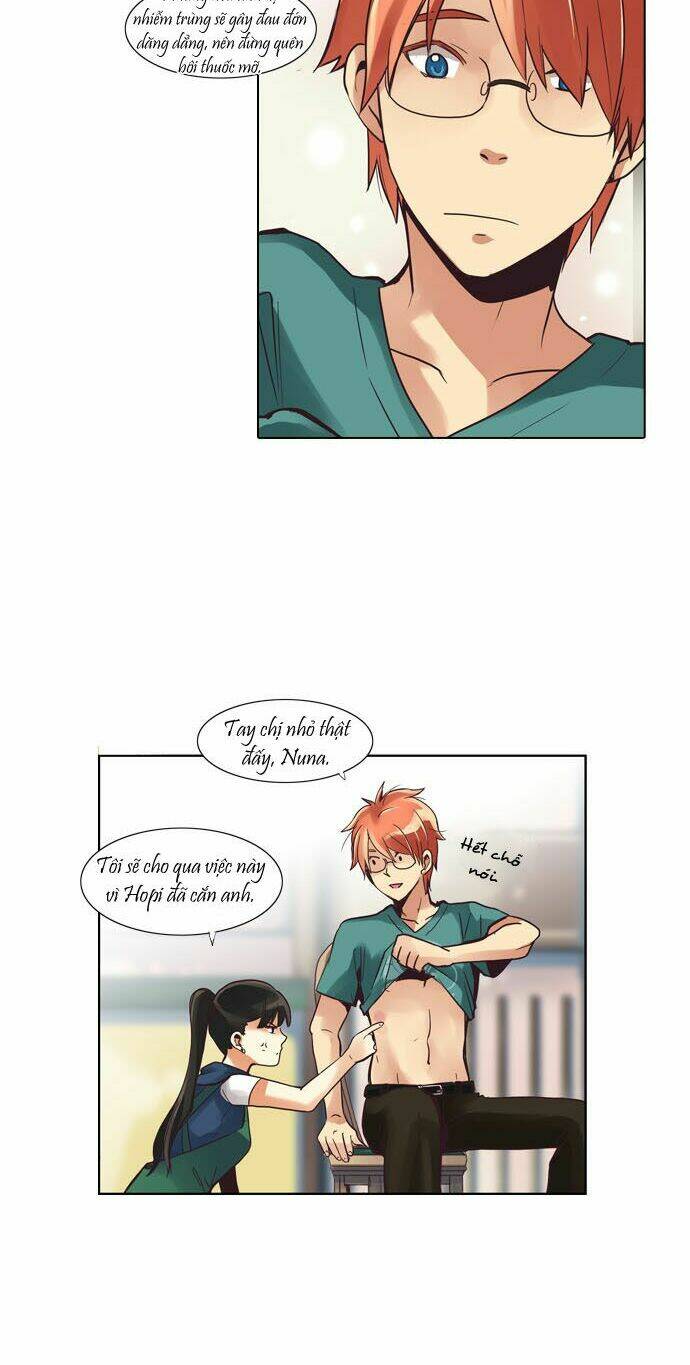 nhiễm trùng sẽ gây đau đớn
dăng dẳng, nên đừng quên
bôi thuốc mỡ.
Tay chị nhỏ thật
đấy, Nuna.
Hết chỗ
nói
Tôi sẽ cho qua việc này
vì Hopi đã cắn anh.